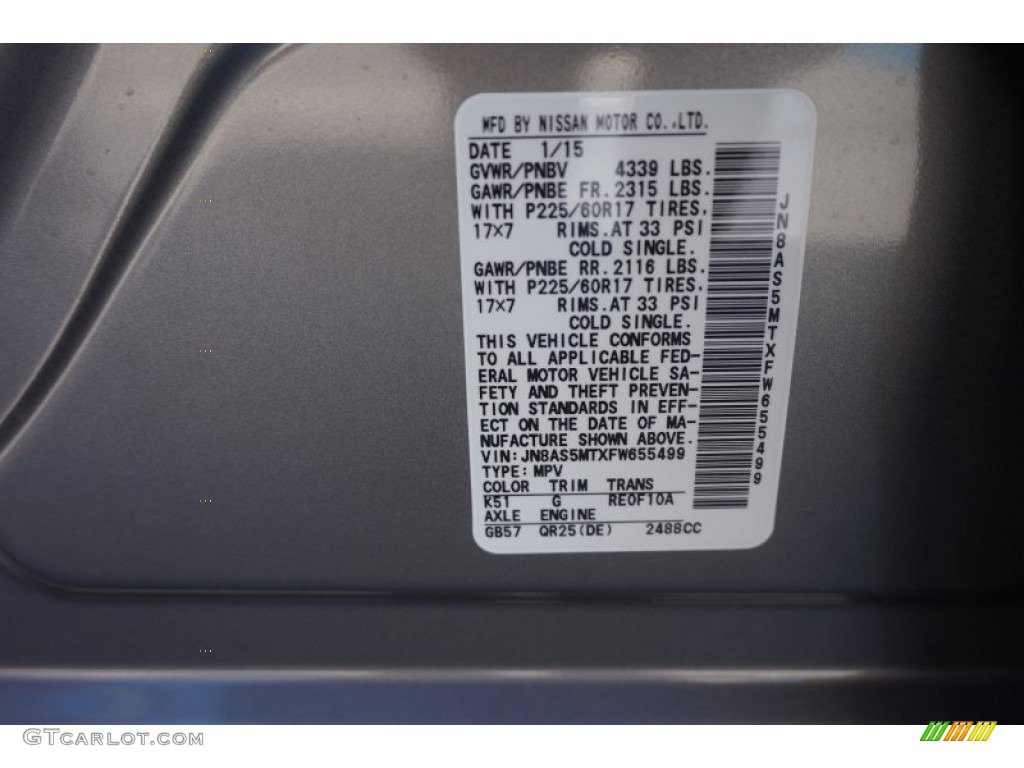 MFD BY NISSAN MOTOR CO.,LTD.
DATE 1/15
GVWR/PNBV 4339 LBS.
GAWR/PNBE FR. 2315 LBS.
WITH P225/60R17 TIRES,
17×7 RIMS.AT 33 PSI
COLD SINGLE.
GAWR/PNBE RR. 2116 LBS.
WITH P225/60R17 TIRES,
17×7 RIMS.AT 33 PSI
COLD SINGLE.
THIS VEHICLE CONFORMS
TO ALL APPLICABLE FED-
ERAL MOTOR VEHICLE SA-
FETY AND THEFT PREVEN-
TION STANDARDS IN EFF-
ECT ON THE DATE OF MA-
NUFACTURE SHOWN ABOVE.
VIN:JN8AS5MTXFW655499
TYPE:MPV
COLOR TRIM TRANS
K51 G RE0F10A
AXLE ENGINE
GB57 QR25(DE) 2488CC
JN8AS5MTXFW655499
GTCarlot.com